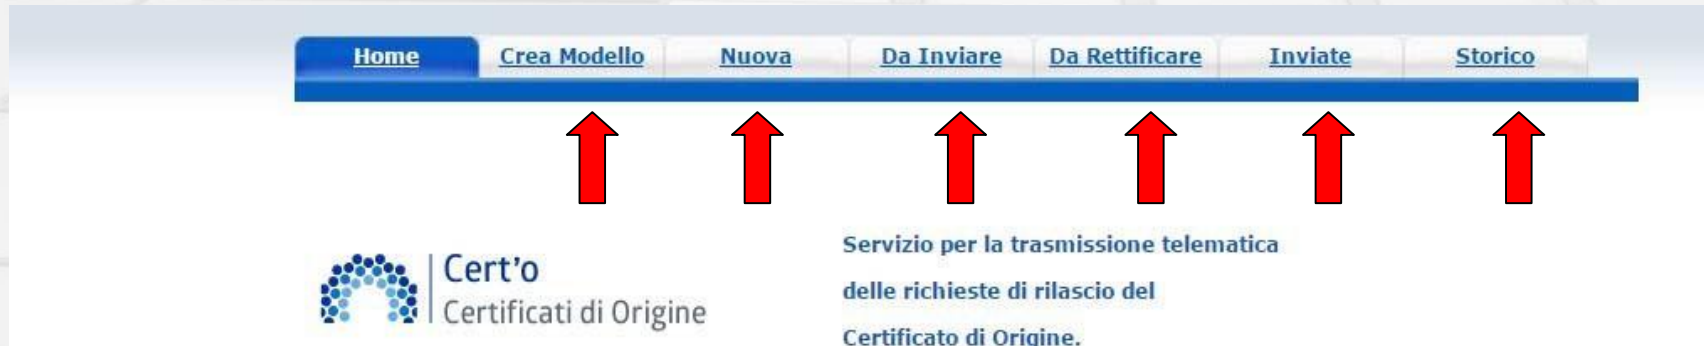 Home Crea Modello Nuova Da Inviare Da Rettificare Inviate Storico
Cert'o
Certificati di Origine
Servizio per la trasmissione telematica
delle richieste di rilascio del
Certificato di Origine.